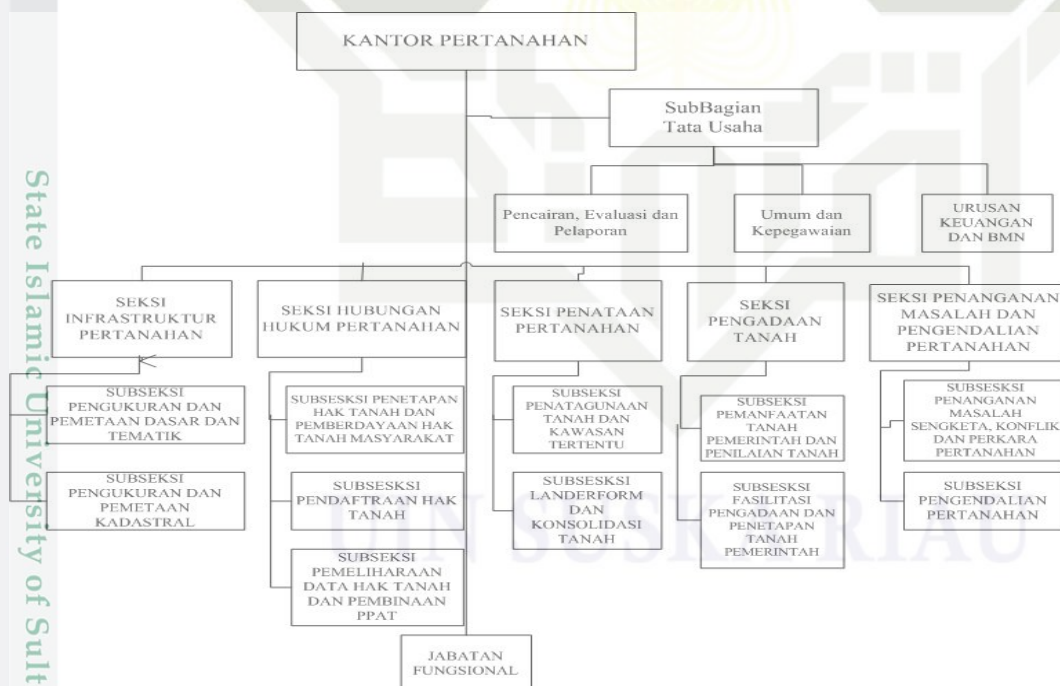 KANTOR PERTANAHAN
SubBagian
Tata Usaha
Pencairan, Evaluasi dan
Pelaporan
Umum dan
Kepegawaian
URUSAN
KEUANGAN
DAN BMN
SEKSI
INFRASTRUKTUR
PERTANAHAN
SEKSI HUBUNGAN
HUKUM PERTANAHAN
SEKSI PENATAAN
PERTANAHAN
SEKSI
PENGADAAN
TANAH
SEKSI PENANGANAN
MASALAH DAN
PENGENDALIAN
PERTANAHAN
SUBSEKSI
PENGUKURAN DAN
PEMETAAN DASAR DAN
TEMATIK
SUBSESKSI PENETAPAN
HAK TANAH DAN
PEMBERDAYAAN HAK
TANAH MASYARAKAT
SUBSESKSI
PENATAGUNAAN
TANAH DAN
KAWASAN
TERTENTU
SUBSEKSI
PEMANFAATAN
TANAH
PEMERINTAH DAN
PENILAIAN TANAH
SUBSESKSI
PENANGANAN
MASALAH
SENGKETA, KONFLIK
DAN PERKARA
PERTANAHAN
SUBSEKSI
PENGUKURAN DAN
PEMETAAN
KADASTRAL
SUBSESKSI
PENDAFTRAAN HAK
TANAH
SUBSESKSI
LANDERFORM
DAN
KONSOLIDASI
TANAH
SUBSESKSI
FASILITASI
PENGADAAN DAN
PENETAPAN
TANAH
PEMERINTAH
SUBSEKSI
PENGENDALIAN
PERTANAHAN
SUBSEKSI
PEMELIHARAAN
DATA HAK TANAH
DAN PEMBINAAN
PPAT
JABATAN
FUNGSIONAL
State Islamic University of Sult
UIN SUSKA RIAU